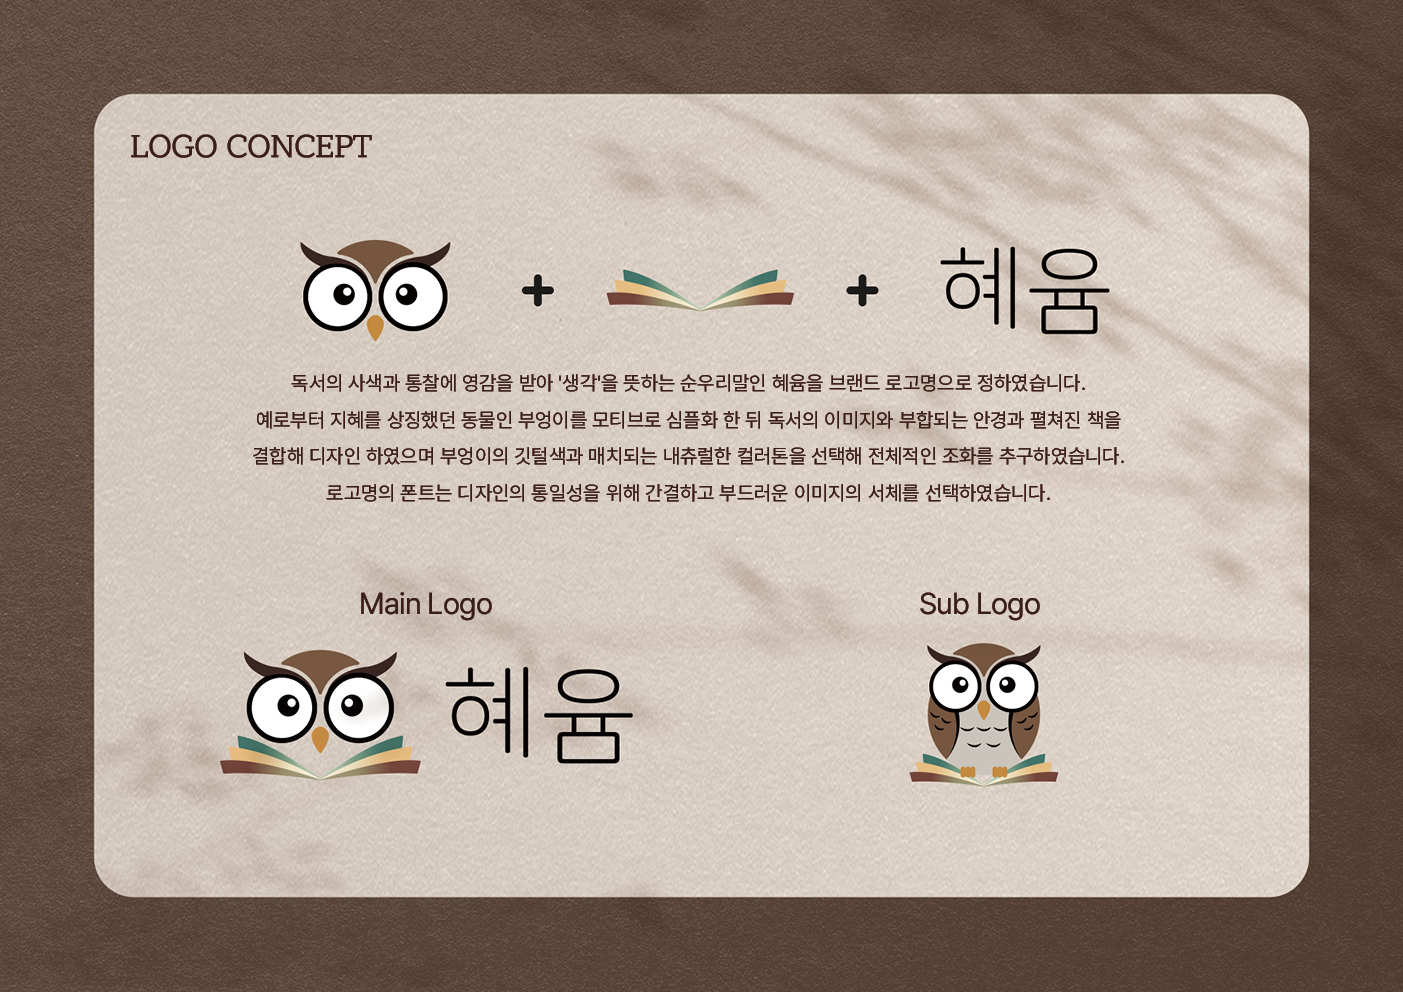 LOGO CONCEPT
혜윰
독서의 사색과 통찰에 영감을 받아 '생각'을 뜻하는 순우리말인 혜윰을 브랜드 로고명으로 정하였습니다.
예로부터 지혜를 상징했던 동물인 부엉이를 모티브로 심플화 한 뒤 독서의 이미지와 부합되는 안경과 펼쳐진 책을
결합해 디자인 하였으며 부엉이의 깃털색과 매치되는 내츄럴한 컬러톤을 선택해 전체적인 조화를 추구하였습니다.
로고명의 폰트는 디자인의 통일성을 위해 간결하고 부드러운 이미지의 서체를 선택하였습니다.
Main Logo
혜윰
Sub Logo